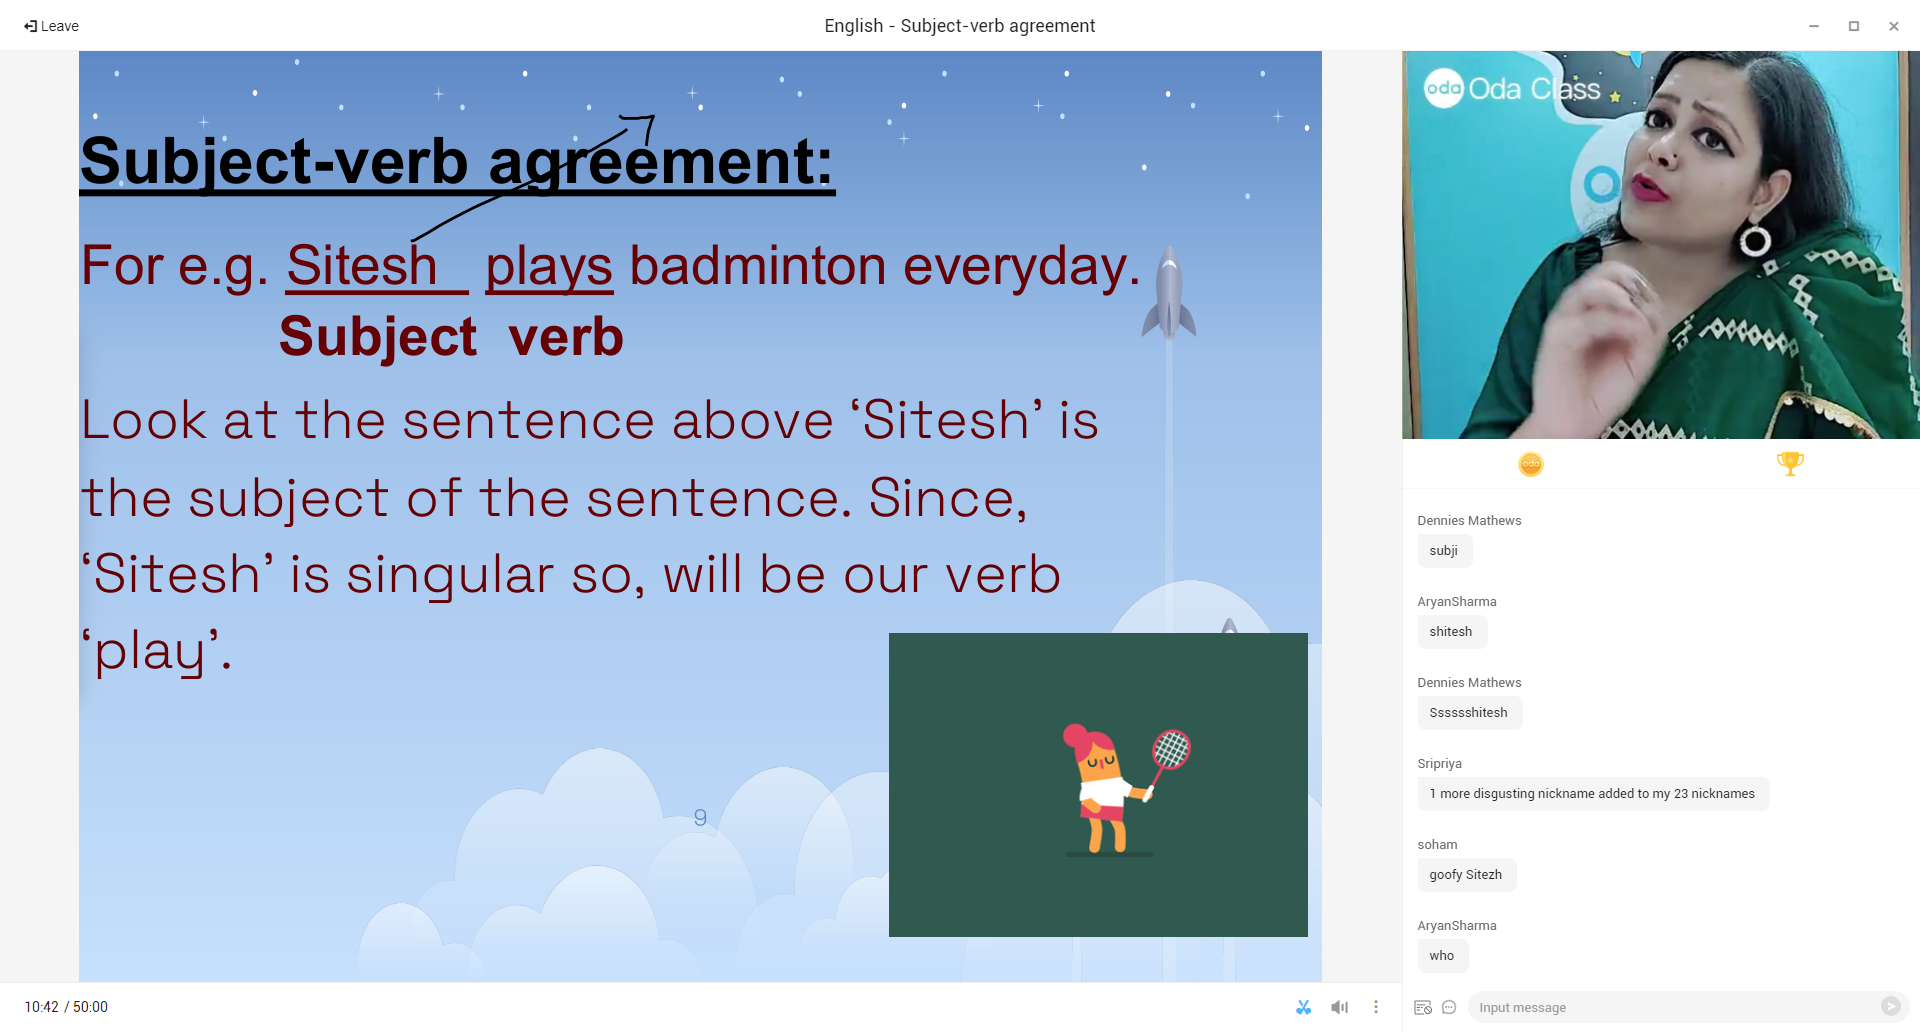 Leave
English - Subject-verb agreement
Subject-verb agreement:
For e.g. Sitesh plays badminton everyday.
Subject verb
Look at the sentence above ‘Sitesh’ is
the subject of the sentence. Since,
‘Sitesh’ is singular so, will be our verb
‘play’.
9
10:42 / 50:00
oda Oda Class
oda
Dennies Mathews
subji
AryanSharma
shitesh
Dennies Mathews
Sssssshitesh
Sripriya
1 more disgusting nickname added to my 23 nicknames
soham
goofy Sitezh
AryanSharma
who
Input message